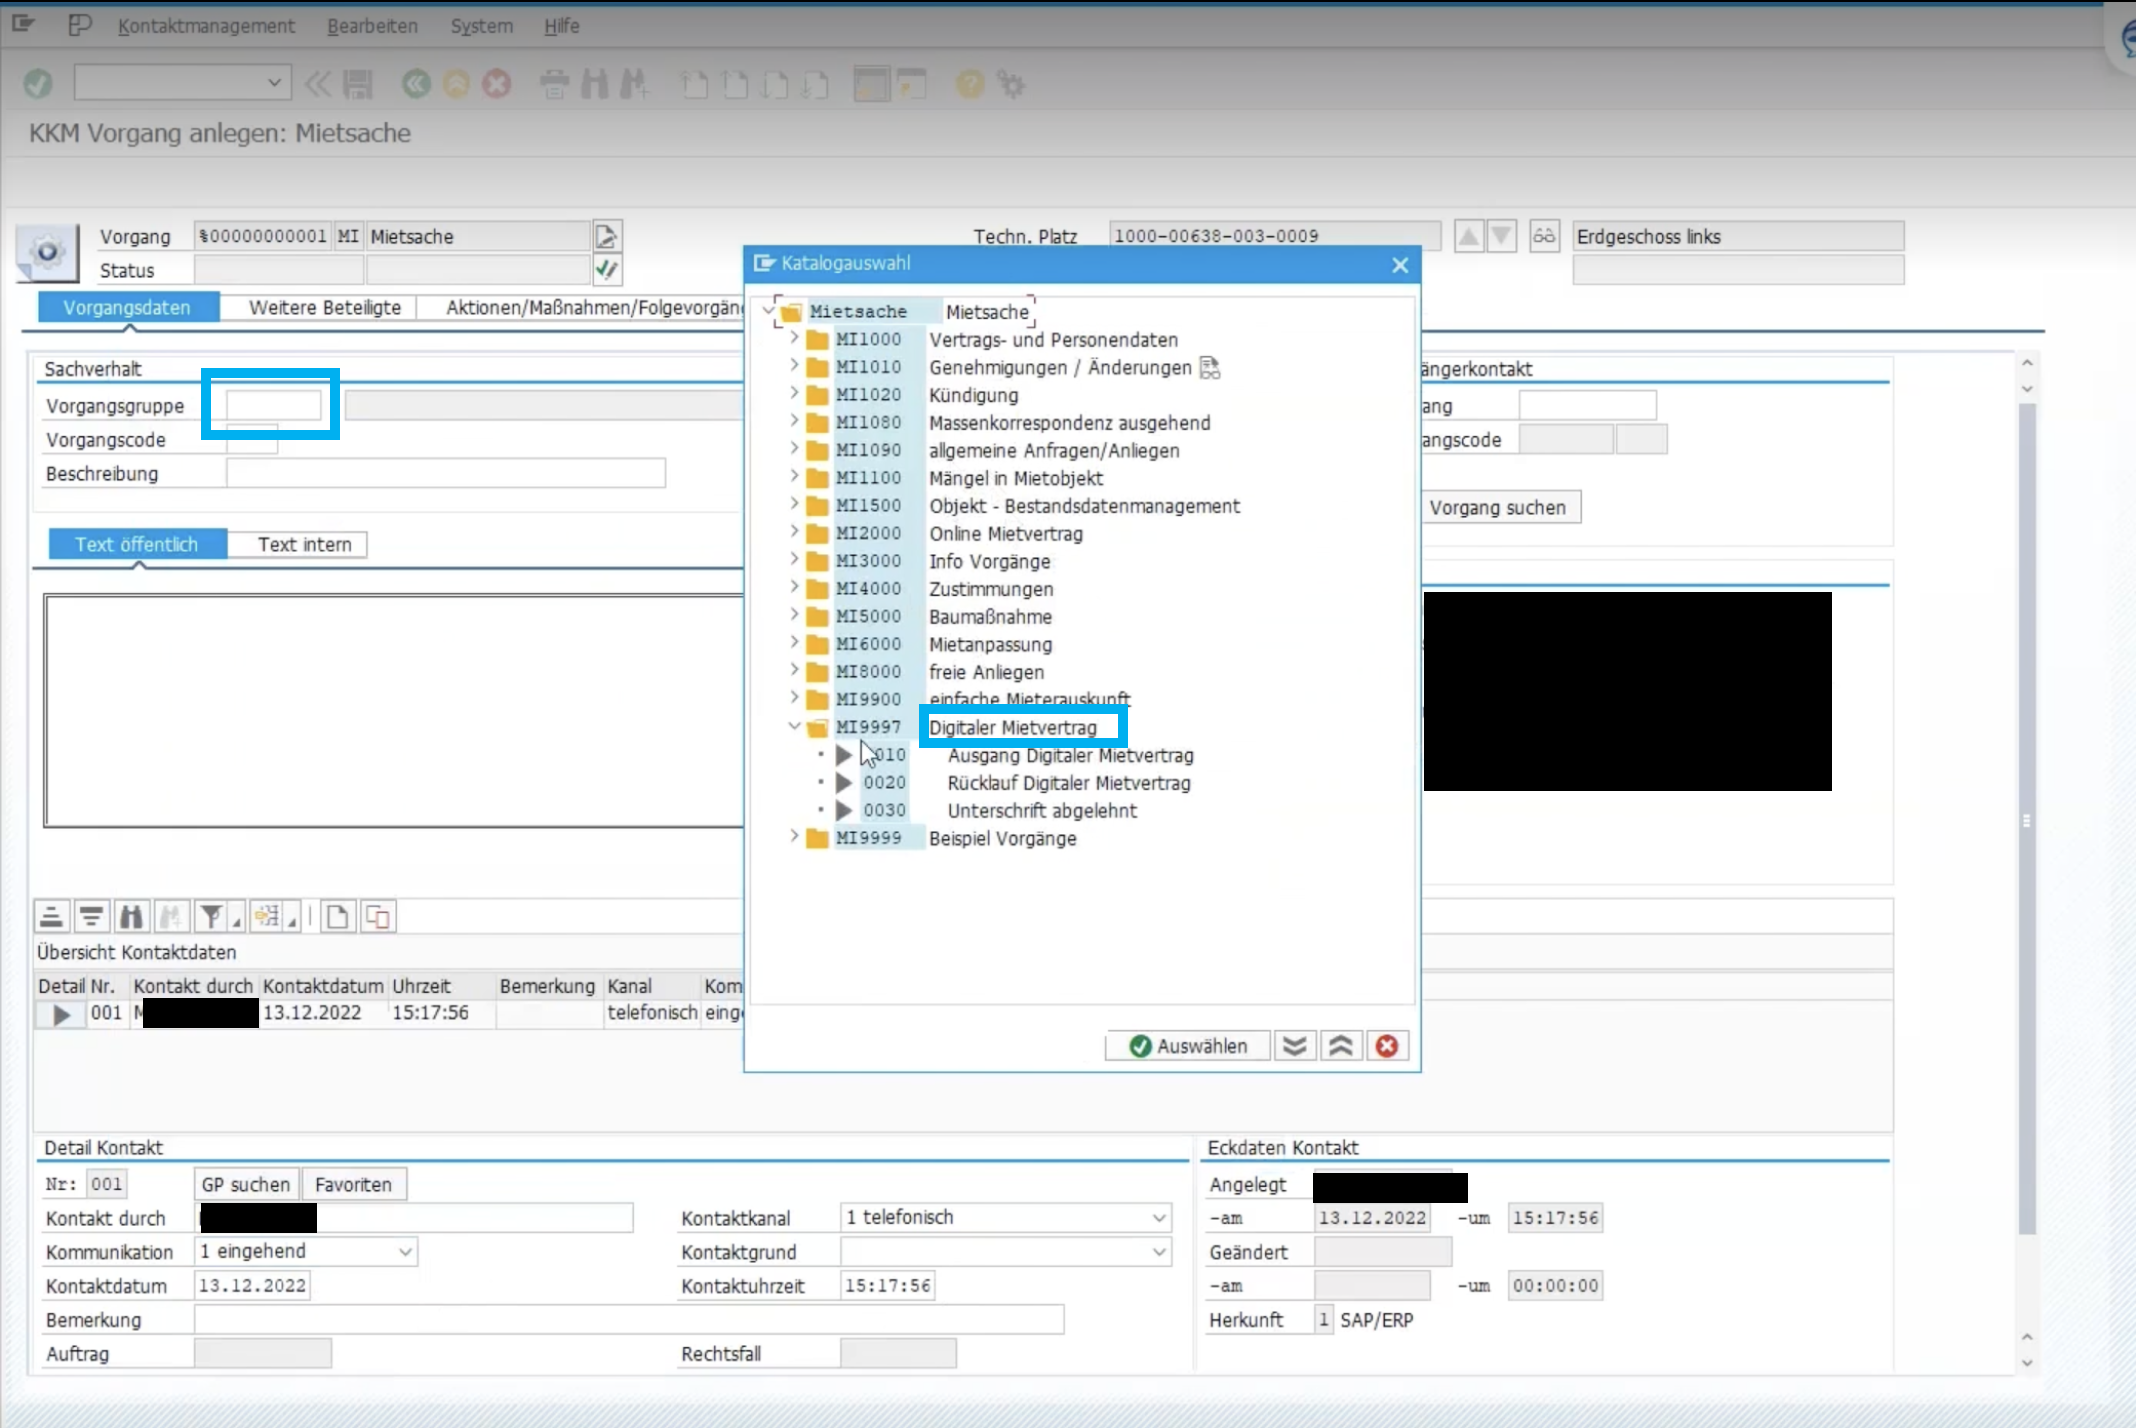 Kontaktmanagement Bearbeiten System Hilfe
KKM Vorgang anlegen: Mietsache
Vorgang %00000000001 MI Mietsache
Techn. Platz 1000-00638-003-0009 Erdgeschoss links
Status
Vorgangsdaten Weitere Beteiligte Aktionen/Maßnahmen/Folgevorgän
Sachverhalt
Vorgangsgruppe
Vorgangscode
Beschreibung
Text öffentlich Text intern
Katalogauswahl
Mietsache Mietsache
MI1000 Vertrags- und Personendaten
MI1010 Genehmigungen / Änderungen
MI1020 Kündigung
MI1080 Massenkorrespondenz ausgehend
MI1090 allgemeine Anfragen/Anliegen
MI1100 Mängel in Mietobjekt
MI1500 Objekt - Bestandsdatenmanagement
MI2000 Online Mietvertrag
MI3000 Info Vorgänge
MI4000 Zustimmungen
MI5000 Baumaßnahme
MI6000 Mietanpassung
MI8000 freie Anliegen
MI9900 einfache Mieterauskunft
MI9997 Digitaler Mietvertrag
010 Ausgang Digitaler Mietvertrag
0020 Rücklauf Digitaler Mietvertrag
0030 Unterschrift abgelehnt
MI9999 Beispiel Vorgänge
Auswählen
ängerkontakt
ang
angscode
Vorgang suchen
Übersicht Kontaktdaten
Detail Nr. Kontakt durch Kontaktdatum Uhrzeit Bemerkung Kanal Kom
001 13.12.2022 15:17:56 telefonisch eing
Detail Kontakt
Nr: 001 GP suchen Favoriten
Kontakt durch
Kontaktkanal 1 telefonisch
Kommunikation 1 eingehend
Kontaktgrund
Kontaktdatum 13.12.2022
Kontaktuhrzeit 15:17:56
Bemerkung
Auftrag
Rechtsfall
Eckdaten Kontakt
Angelegt
-am 13.12.2022 -um 15:17:56
Geändert
-am -um 00:00:00
Herkunft 1 SAP/ERP